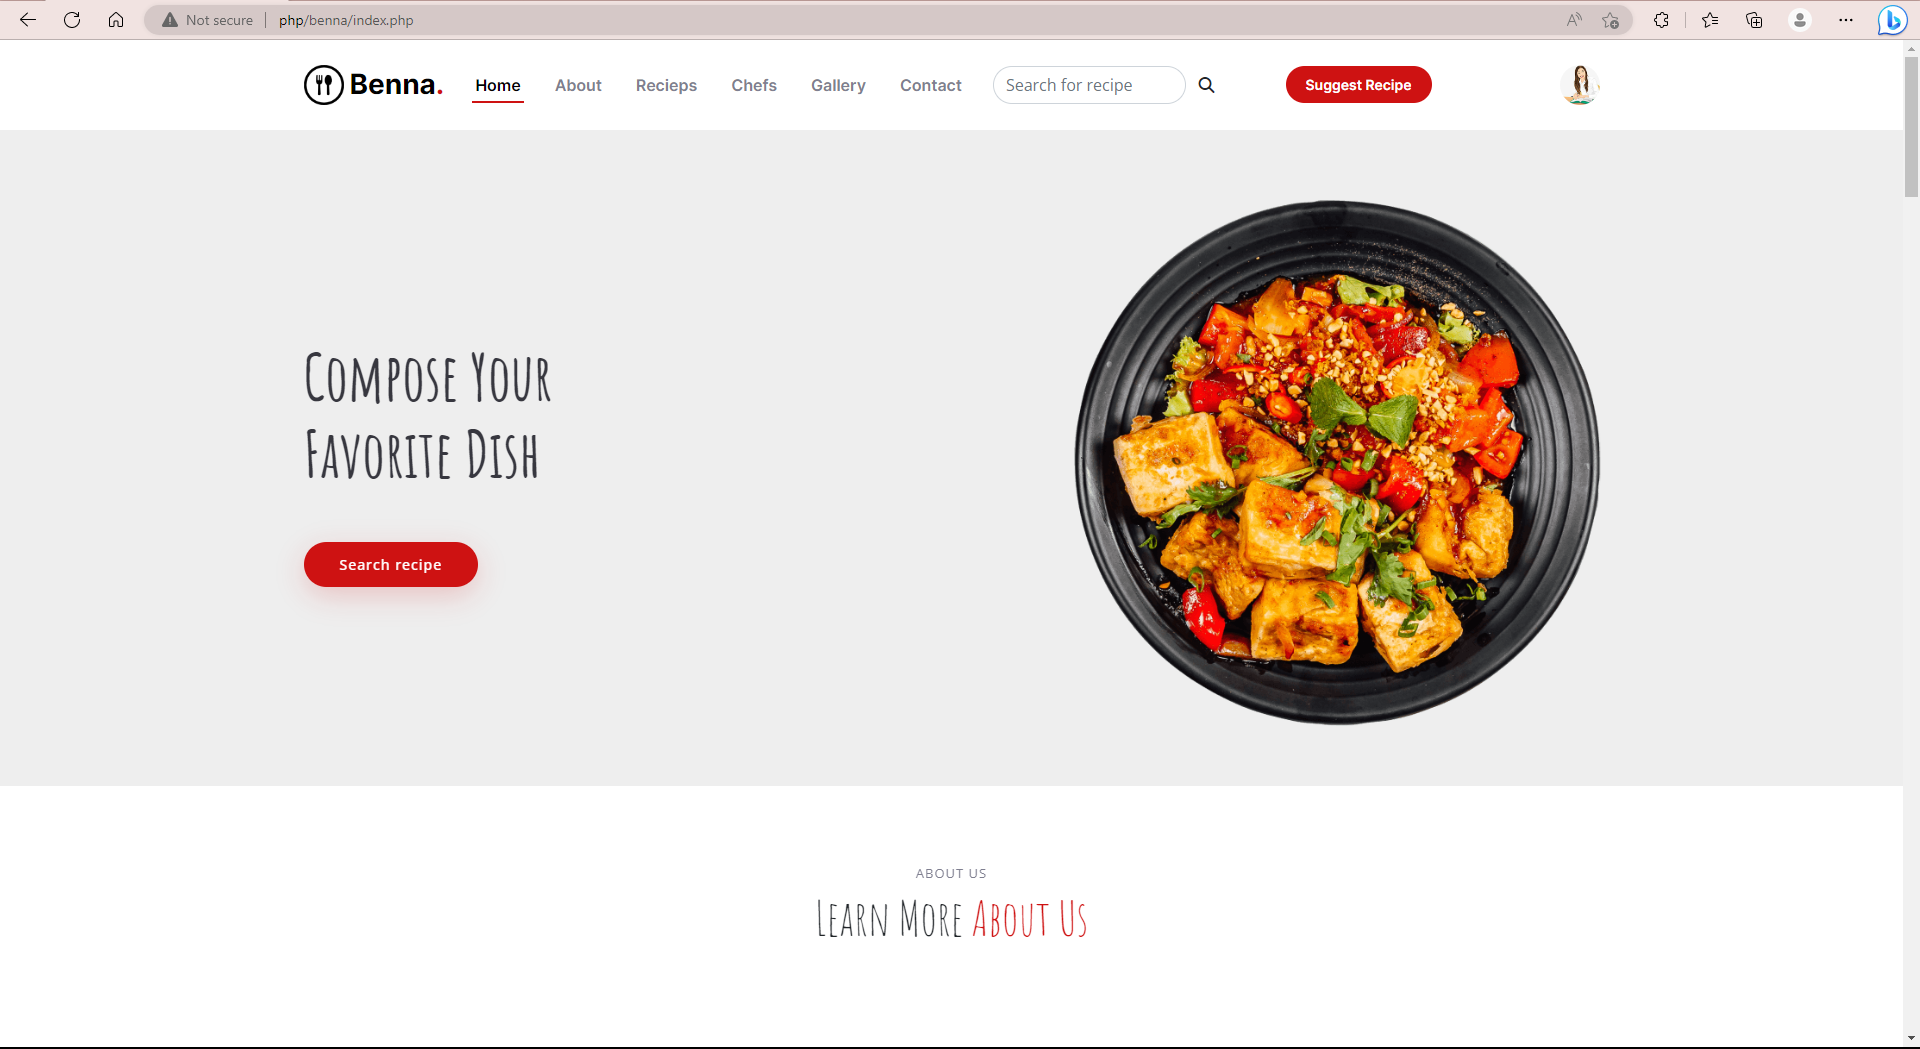 Not secure php/benna/index.php
Benna. Home About Recieps Chefs Gallery Contact Search for recipe Suggest Recipe
Compose Your
Favorite Dish
Search recipe
ABOUT US
Learn More About Us